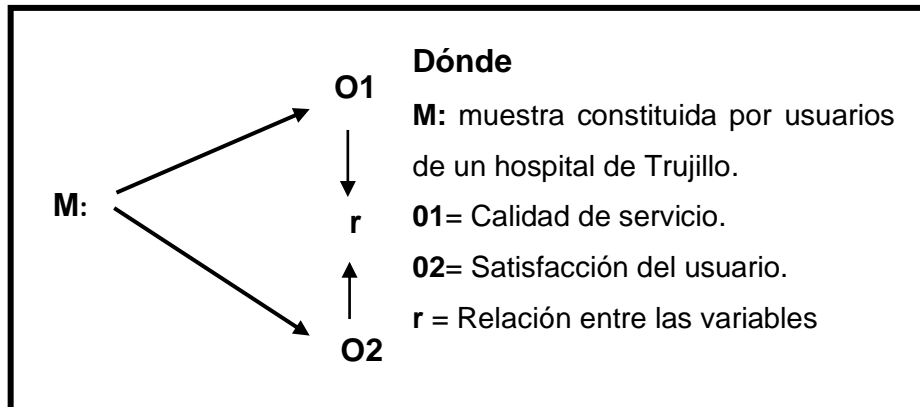 O1
M:
r
O2
Dónde
M: muestra constituida por usuarios
de un hospital de Trujillo.
01= Calidad de servicio.
02= Satisfacción del usuario.
r = Relación entre las variables